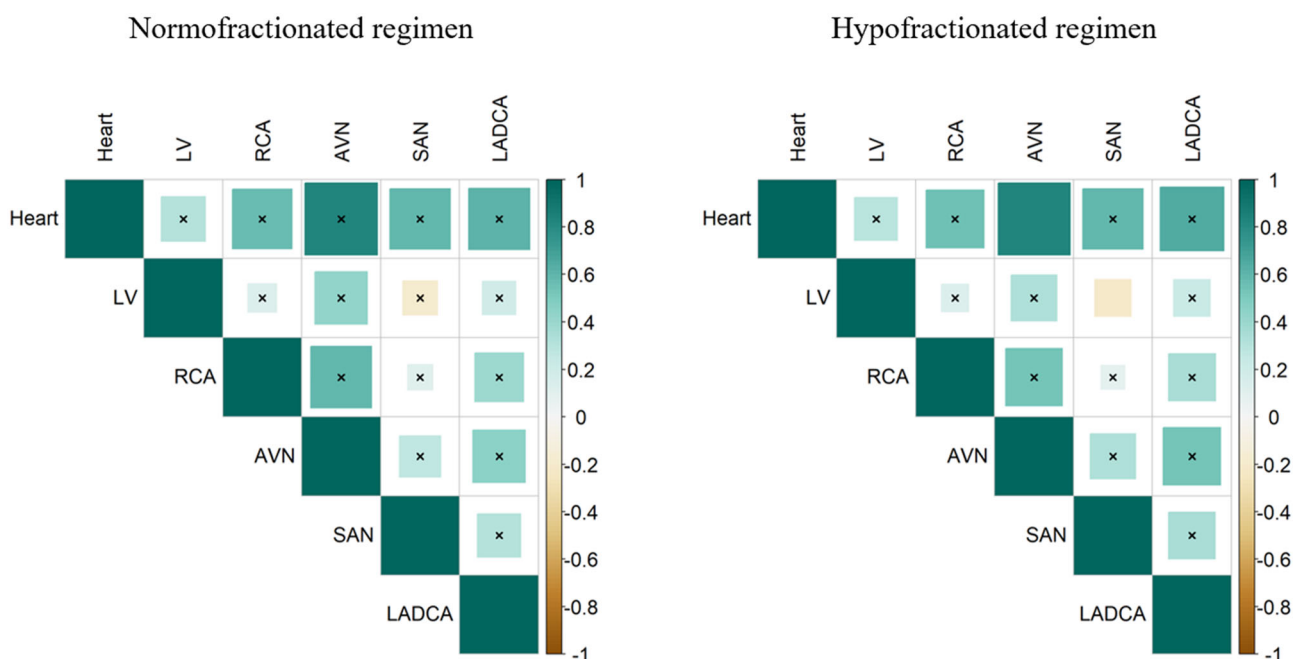 Normofractionated regimen
Heart
LV
RCA
AVN
SAN
LADCA
Heart
LV
RCA
AVN
SAN
LADCA
1
0.8
0.6
0.4
0.2
0
-0.2
-0.4
-0.6
-0.8
-1
Hypofractionated regimen
Heart
LV
RCA
AVN
SAN
LADCA
Heart
LV
RCA
AVN
SAN
LADCA
1
0.8
0.6
0.4
0.2
0
-0.2
-0.4
-0.6
-0.8
-1